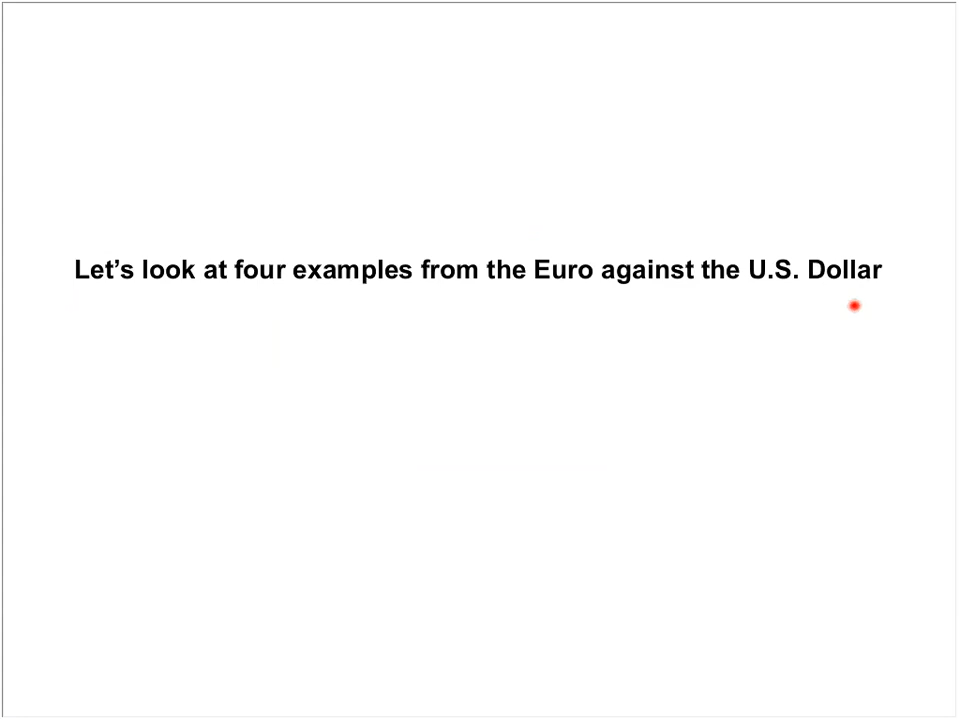 Let’s look at four examples from the Euro against the U.S. Dollar